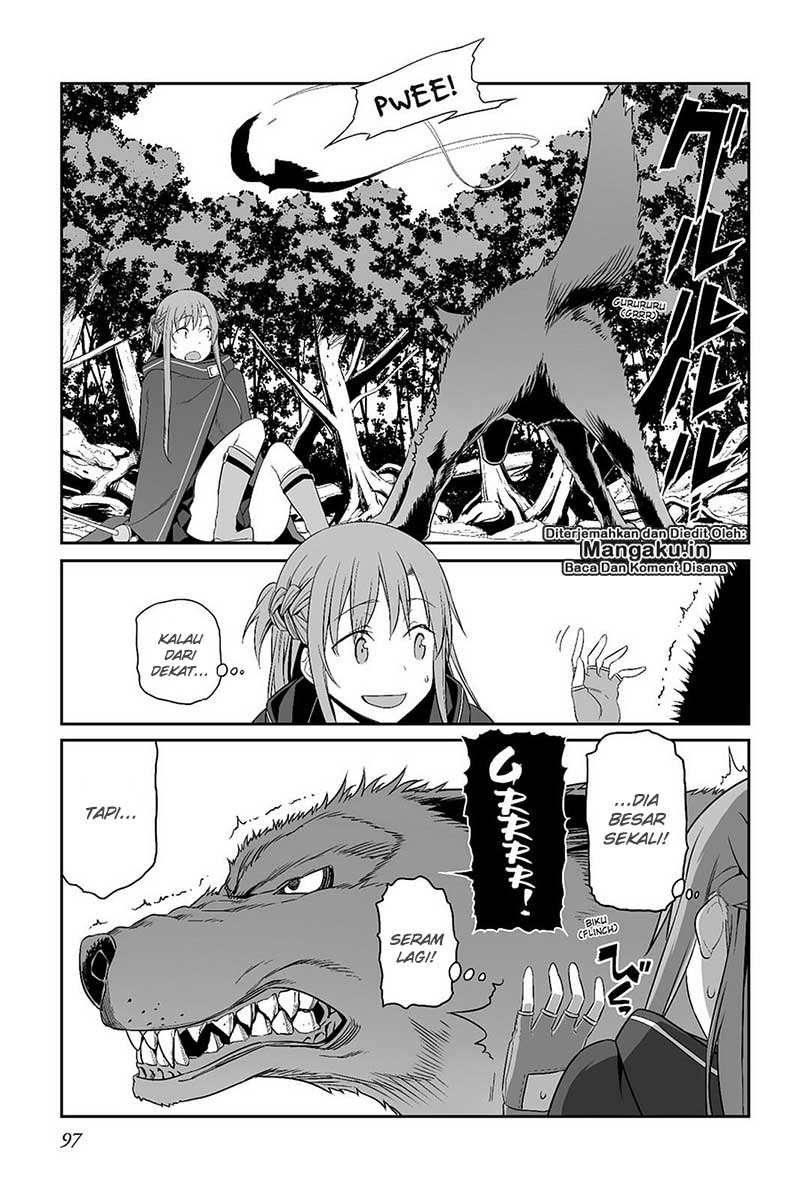 PWEE!
グルルルル
GURURURU
(GRRR)
Diterjemahkan dan Diedit Oleh:
Mangaku.in
Baca Dan Koment Disana
KALAU
DARI
DEKAT...
...DIA
BESAR
SEKALI!
GRRRR!
TAPI...
SERAM
LAGI!
BIKU
(FLINCH)
びくっ
97